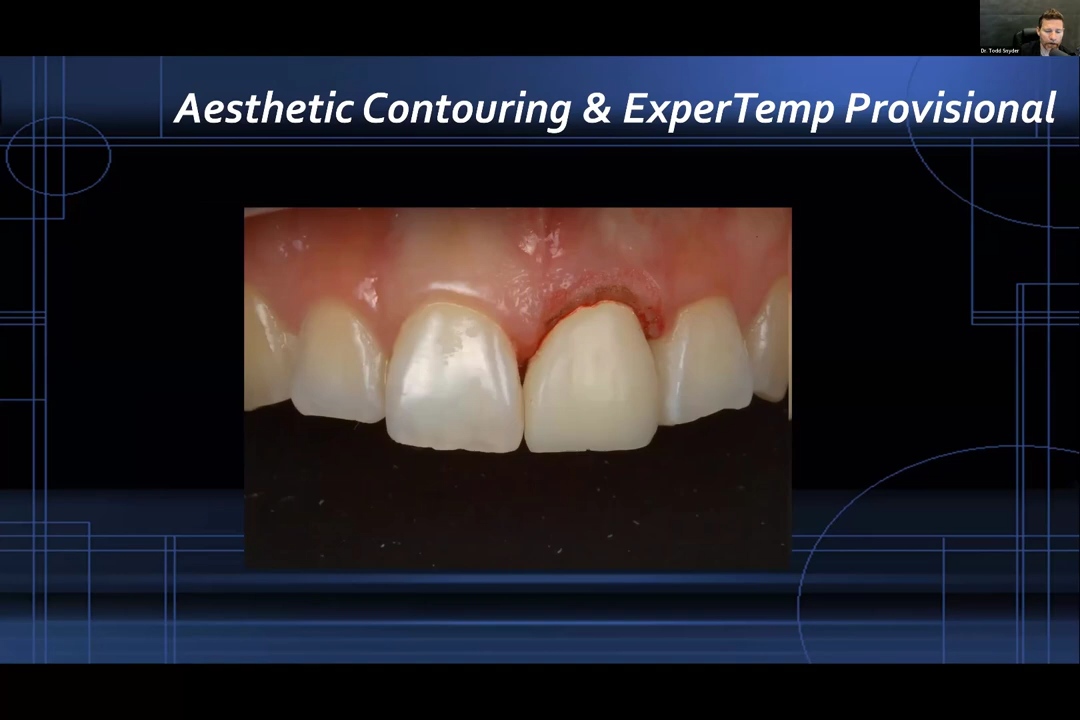 Dr. Todd Snyder
Aesthetic Contouring & ExperTemp Provisional